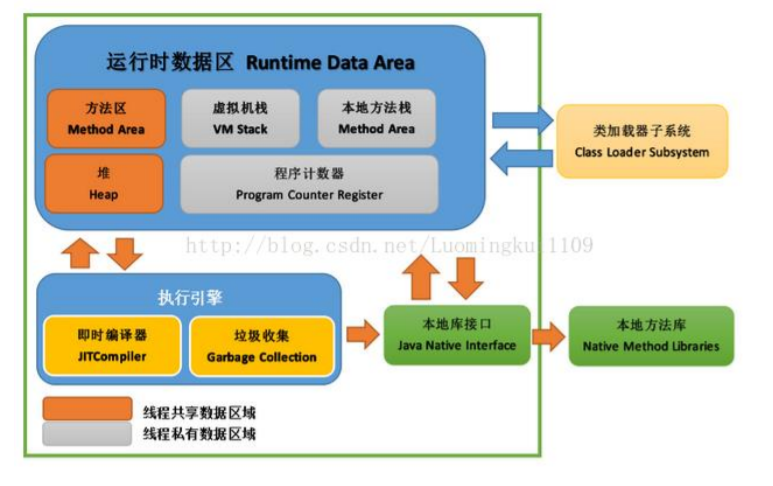 运行时数据区 Runtime Data Area
方法区
Method Area
虚拟机栈
VM Stack
本地方法栈
Method Area
堆
Heap
程序计数器
Program Counter Register
类加载器子系统
Class Loader Subsystem
http://blog.csdn.net/Luomingkui1109
执行引擎
即时编译器
JITCompiler
垃圾收集
Garbage Collection
本地库接口
Java Native Interface
本地方法库
Native Method Libraries
线程共享数据区域
线程私有数据区域